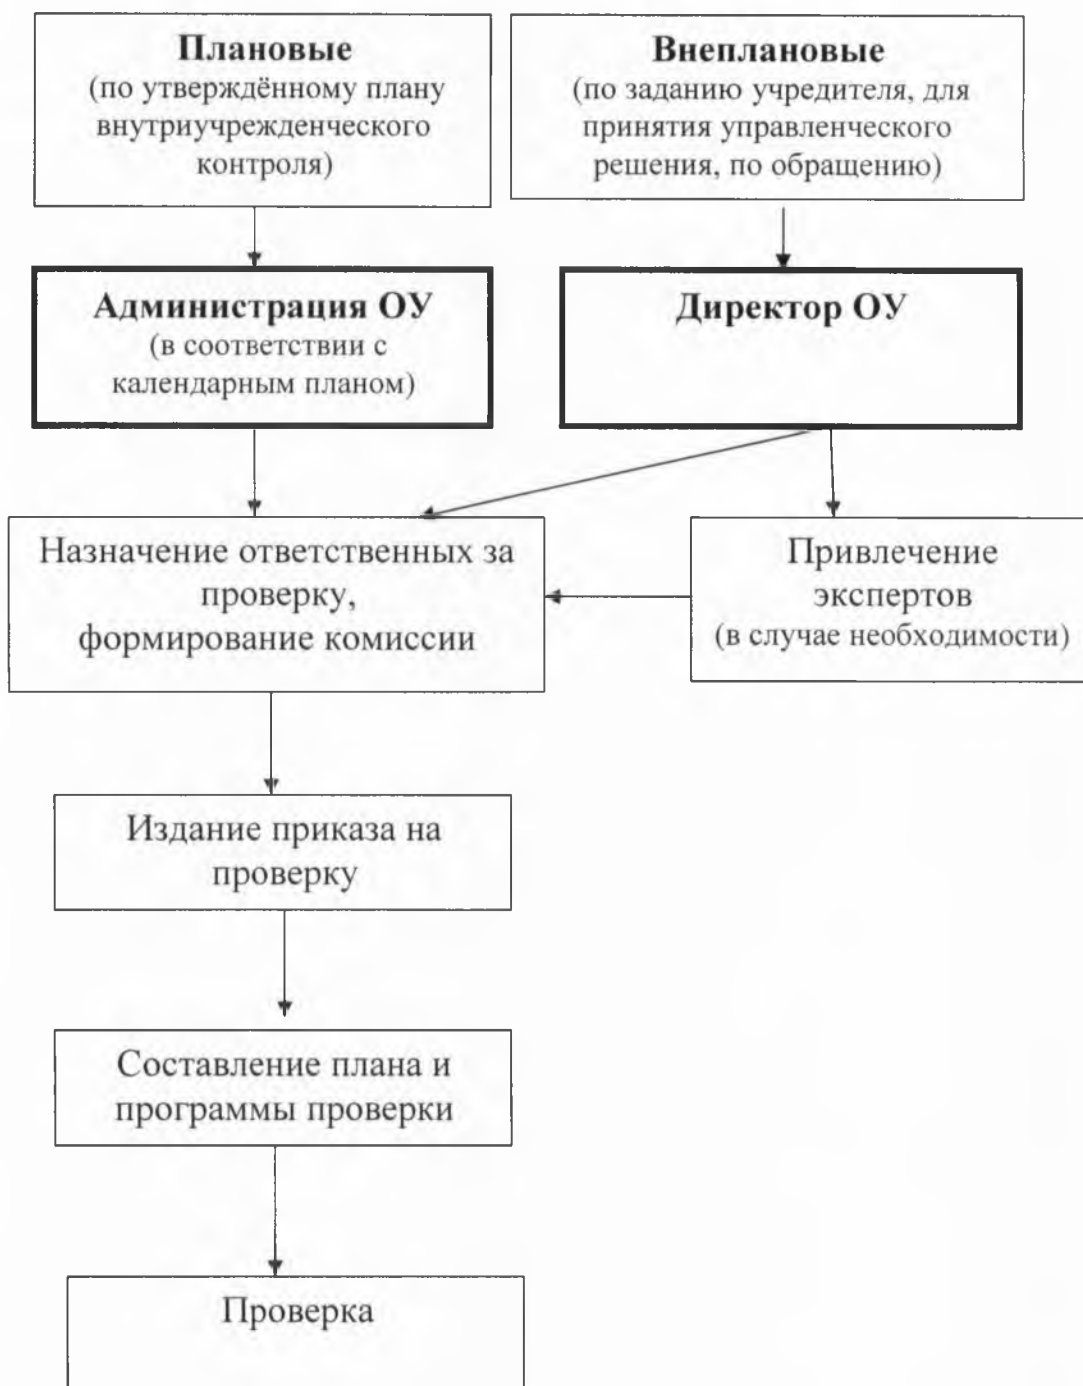 Плановые
(по утверждённому плану
внутриучрежденческого
контроля)
Внеплановые
(по заданию учредителя, для
принятия управленческого
решения, по обращению)
Администрация ОУ
(в соответствии с
календарным планом)
Директор ОУ
Назначение ответственных за
проверку,
формирование комиссии
Привлечение
экспертов
(в случае необходимости)
Издание приказа на
проверку
Составление плана и
программы проверки
Проверка